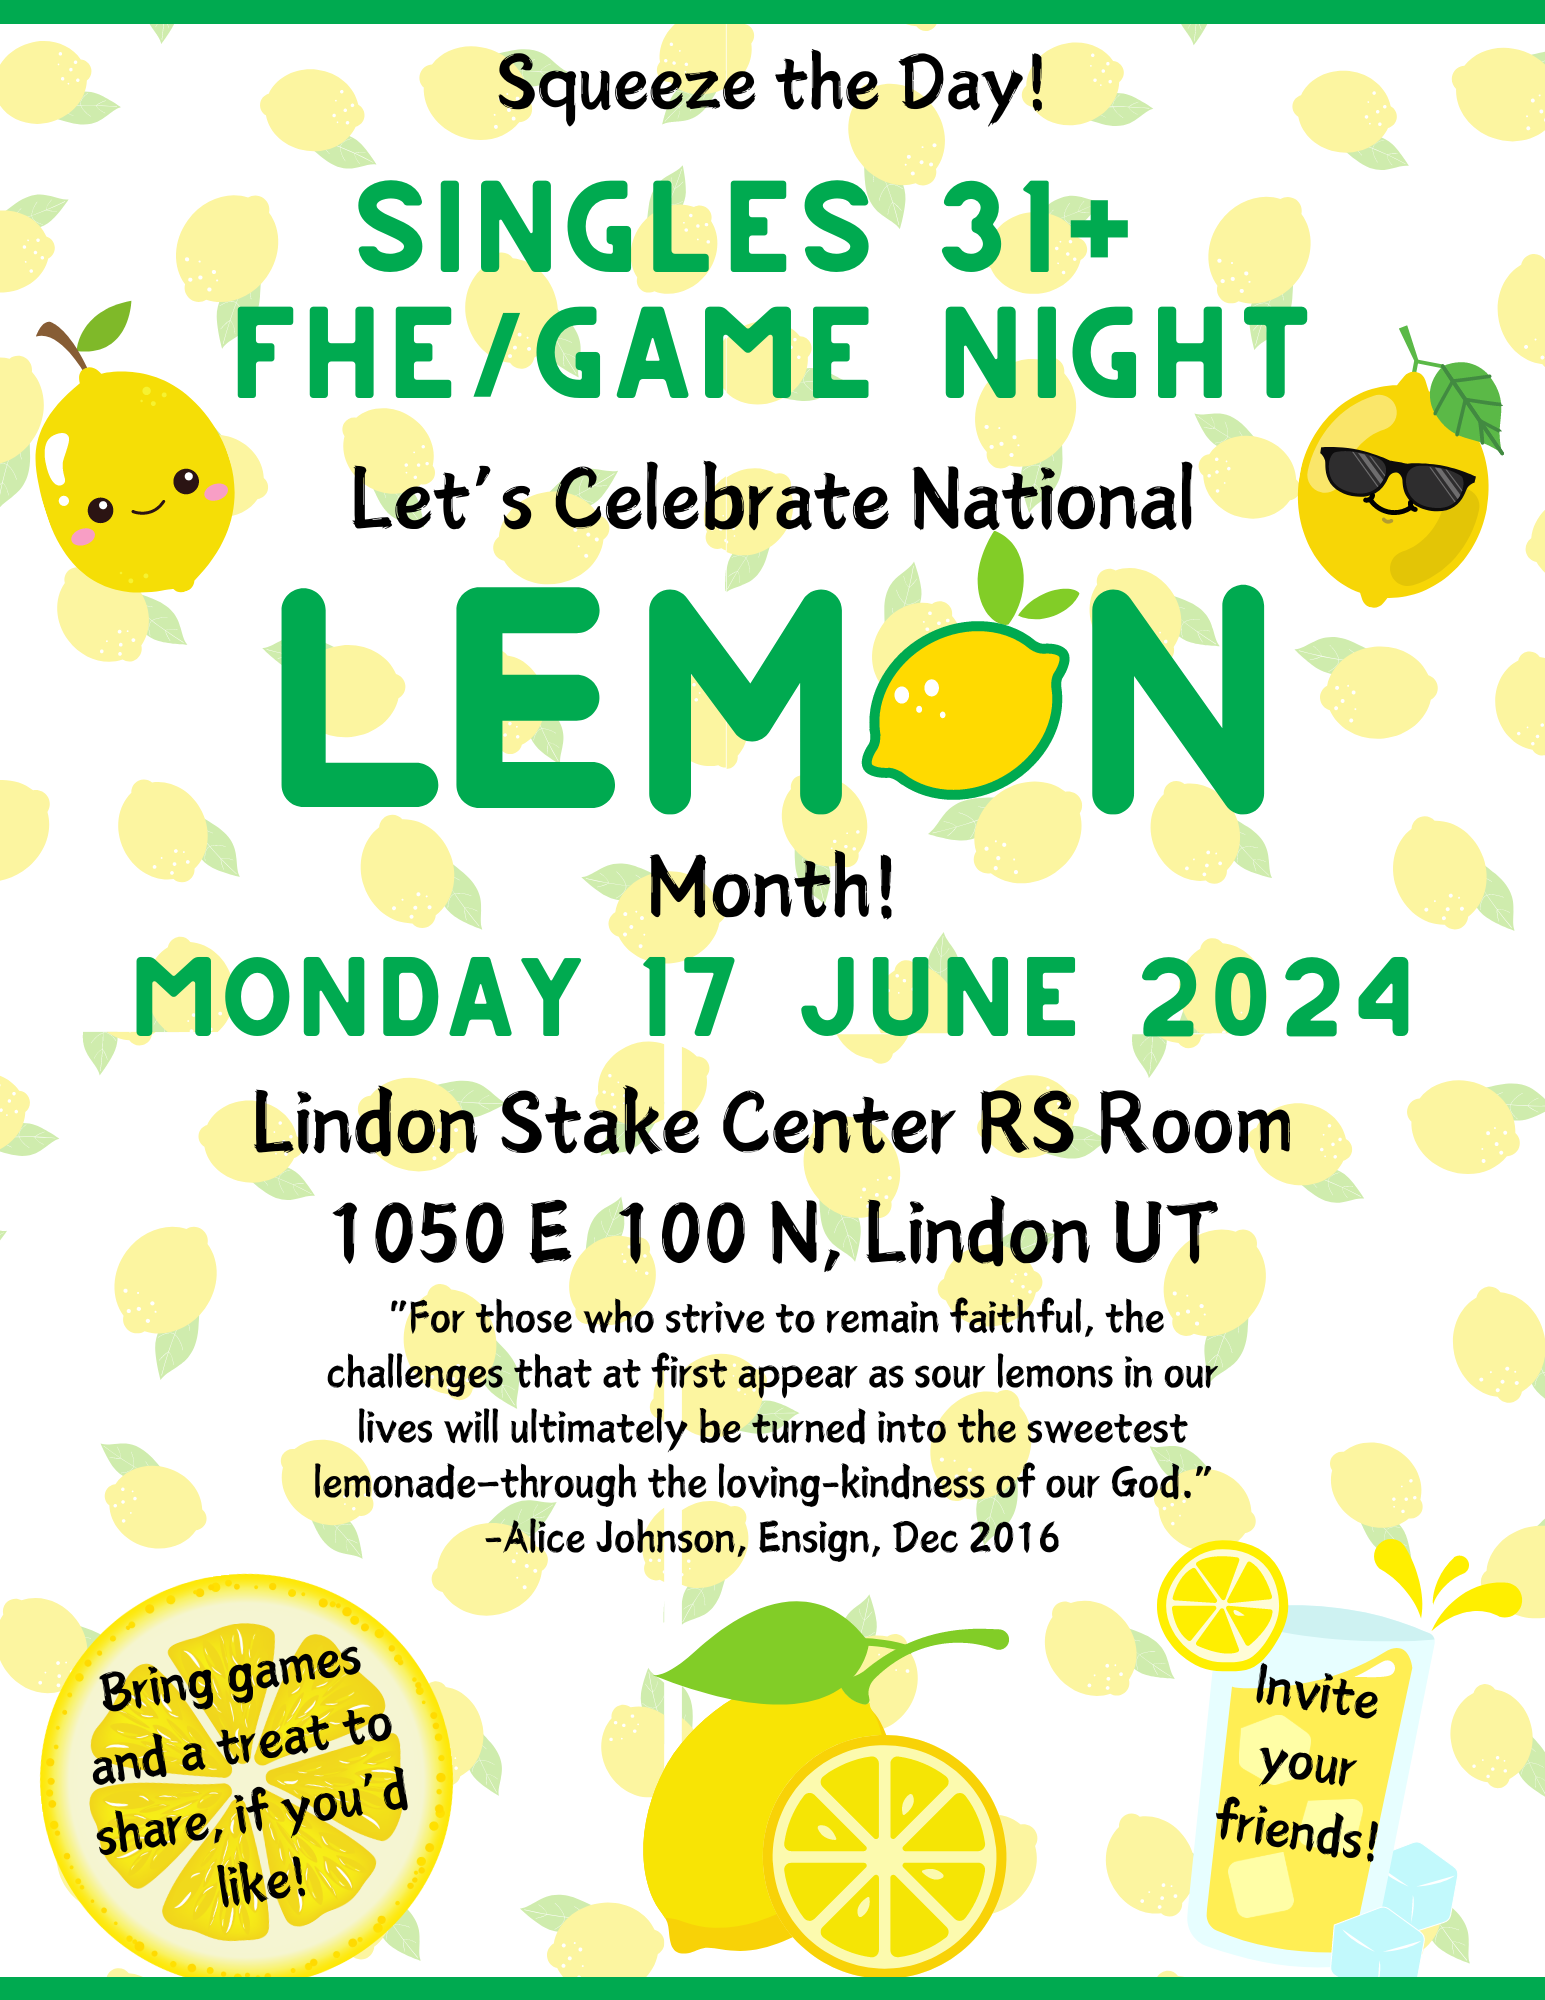 Squeeze the Day!
SINGLES 31+
FHE/GAME NIGHT
Let's Celebrate National
LEMON
Month!
MONDAY 17 JUNE 2024
Lindon Stake Center RS Room
1050 E 100 N, Lindon UT
"For those who strive to remain faithful, the
challenges that at first appear as sour lemons in our
lives will ultimately be turned into the sweetest
lemonade—through the loving-kindness of our God."
-Alice Johnson, Ensign, Dec 2016
Bring games
and a treat to
share, if you'd
like!
Invite
your
friends!